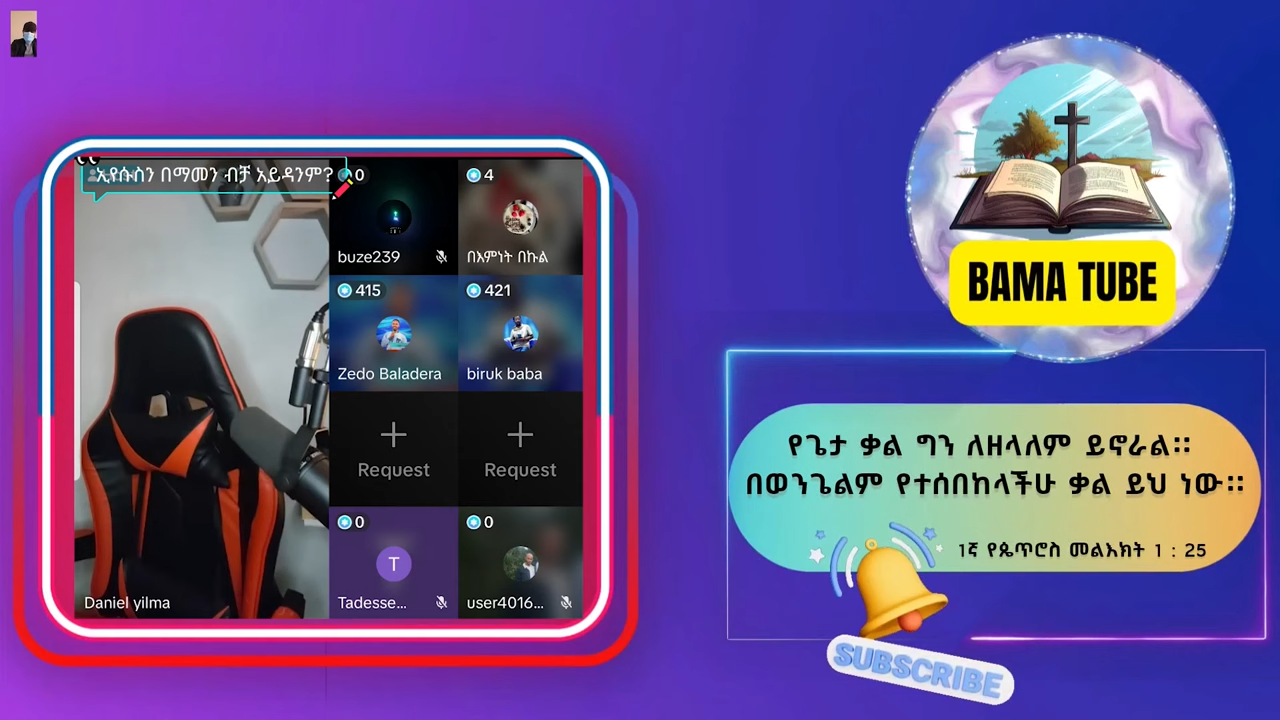 ኢየሱስን በማመን ብቻ አይዳንም?
0
4
buze239
በእምነት በኩል
415
421
Zedo Baladera
biruk baba
Request
Request
0
0
T
Daniel yilma
Tadesse...
user4016...
BAMA TUBE
የጌታ ቃል ግን ለዘላለም ይኖራል፡፡
በወንጌልም የተሰበከላችሁ ቃል ይህ ነው፡፡
1ኛ የጴጥሮስ መልእክት 1 : 25
SUBSCRIBE